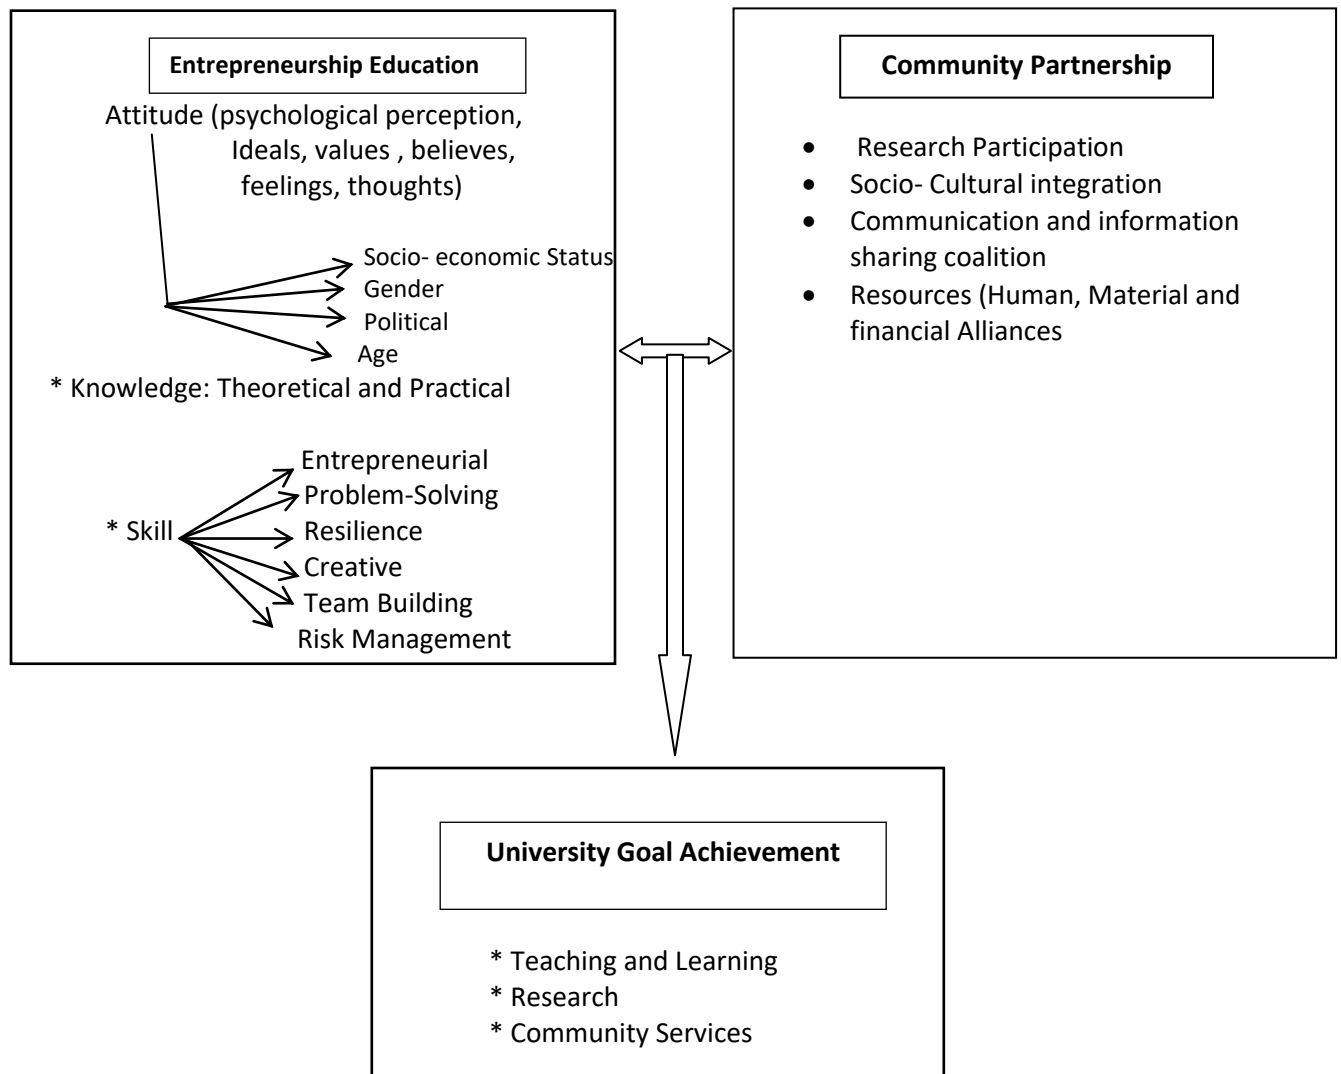 Entrepreneurship Education
Attitude (psychological perception,
Ideals, values , believes,
feelings, thoughts)
Socio- economic Status
Gender
Political
Age
* Knowledge: Theoretical and Practical
Entrepreneurial
Problem-Solving
* Skill
Resilience
Creative
Team Building
Risk Management
Community Partnership
• Research Participation
• Socio- Cultural integration
• Communication and information
sharing coalition
• Resources (Human, Material and
financial Alliances
University Goal Achievement
* Teaching and Learning
* Research
* Community Services